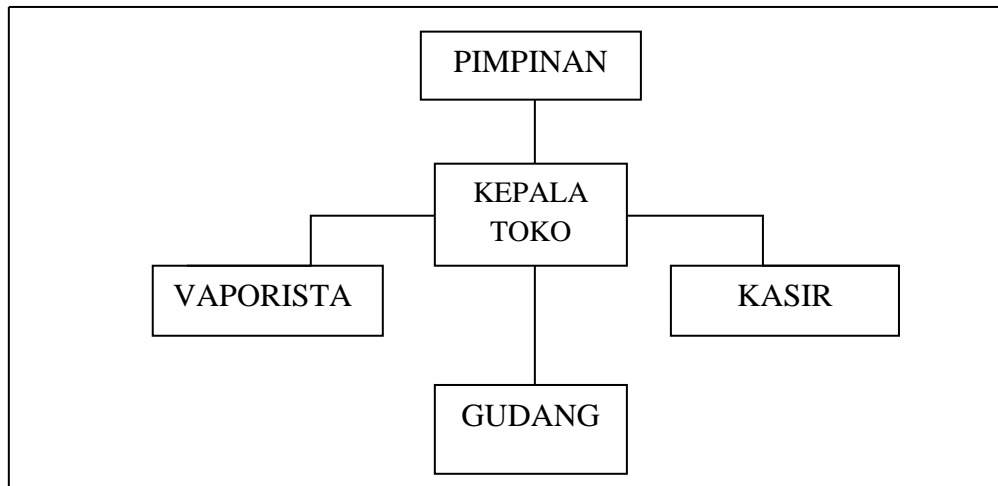 PIMPINAN
KEPALA
TOKO
VAPORISTA
KASIR
GUDANG